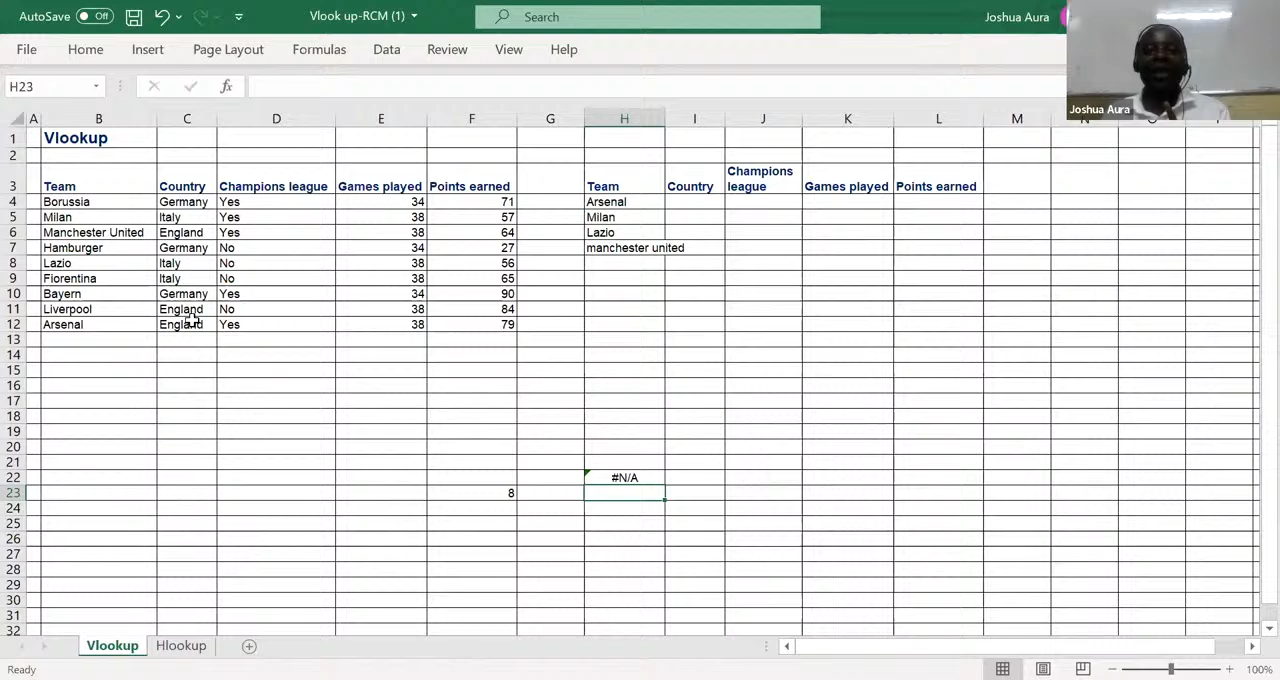 AutoSave Off Vlook up-RCM (1) Search Joshua Aura
File Home Insert Page Layout Formulas Data Review View Help
H23 fx
Joshua Aura
A B C D E F G H I J K L M
1 Vlookup
2
3 Team Country Champions league Games played Points earned Team Country Champions league Games played Points earned
4 Borussia Germany Yes 34 71 Arsenal
5 Milan Italy Yes 38 57 Milan
6 Manchester United England Yes 38 64 Lazio
7 Hamburger Germany No 34 27 manchester united
8 Lazio Italy No 38 56
9 Fiorentina Italy No 38 65
10 Bayern Germany Yes 34 90
11 Liverpool England No 38 84
12 Arsenal England Yes 38 79
13
14
15
16
17
18
19
20
21
22 #N/A
23 8
24
25
26
27
28
29
30
31
32
Vlookup Hlookup
Ready 100%